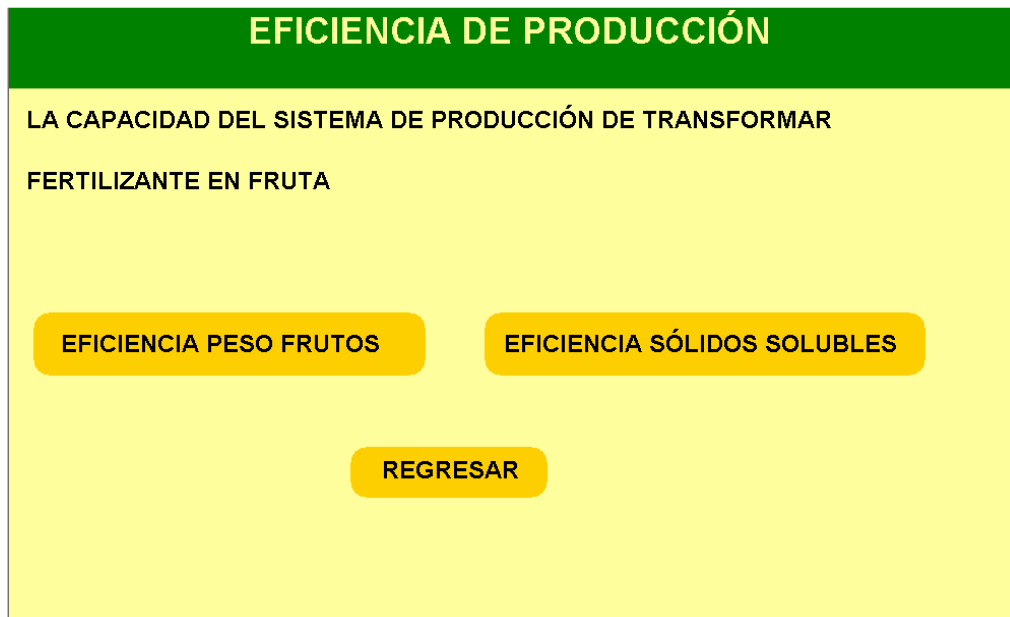 EFICIENCIA DE PRODUCCIÓN
LA CAPACIDAD DEL SISTEMA DE PRODUCCIÓN DE TRANSFORMAR
FERTILIZANTE EN FRUTA
EFICIENCIA PESO FRUTOS
EFICIENCIA SÓLIDOS SOLUBLES
REGRESAR